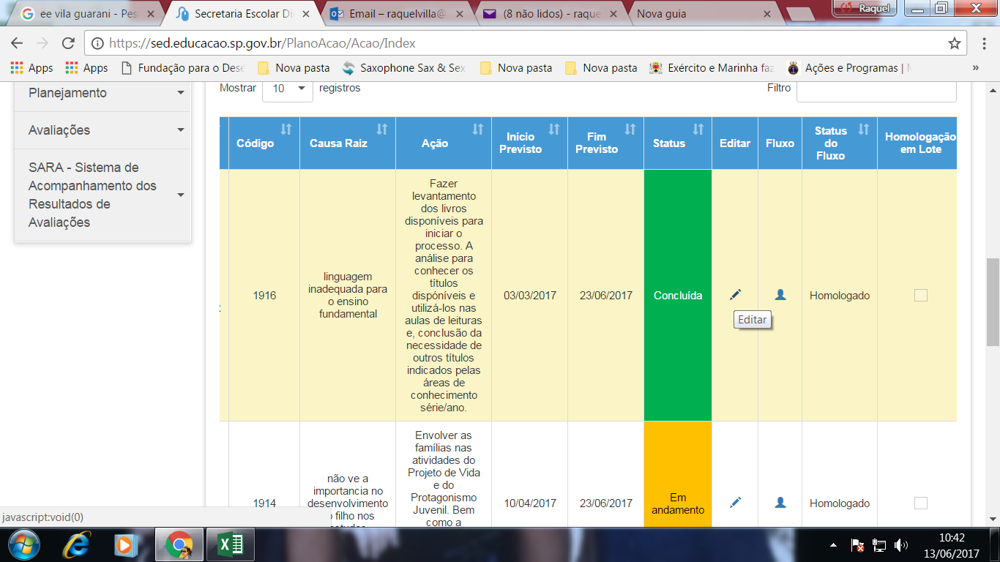 ee vila guarani - Pes
Secretaria Escolar Di
Email – raquelvilla@
(8 não lidos) - raque
Nova guia
Raquel
https://sed.educacao.sp.gov.br/PlanoAcao/Acao/Index
Apps
Apps
Fundação para o Dese
Nova pasta
Saxophone Sax & Sex
Nova pasta
Nova pasta
Exército e Marinha faz
Ações e Programas |
»
Planejamento
Avaliações
SARA - Sistema de
Acompanhamento dos
Resultados de
Avaliações
Mostrar 10 registros
Filtro
Código
Causa Raiz
Ação
Início
Previsto
Fim
Previsto
Status
Editar
Fluxo
Status
do
Fluxo
Homologação
em Lote
1916
linguagem
inadequada para
o ensino
fundamental
Fazer
levantamento
dos livros
disponíveis para
iniciar o
processo. A
análise para
conhecer os
títulos
dispóníveis e
utilizá-los nas
aulas de leituras
e, conclusão da
necessidade de
outros títulos
indicados pelas
áreas de
conhecimento
série/ano.
03/03/2017
23/06/2017
Concluída
Homologado
Editar
1914
não ve a
importancia no
desenvolvimento
filho nos
Envolver as
famílias nas
atividades do
Projeto de Vida
e do
Protagonismo
Juvenil. Bem
como a
10/04/2017
23/06/2017
Em
andamento
Homologado
javascript:void(0)
10:42
13/06/2017